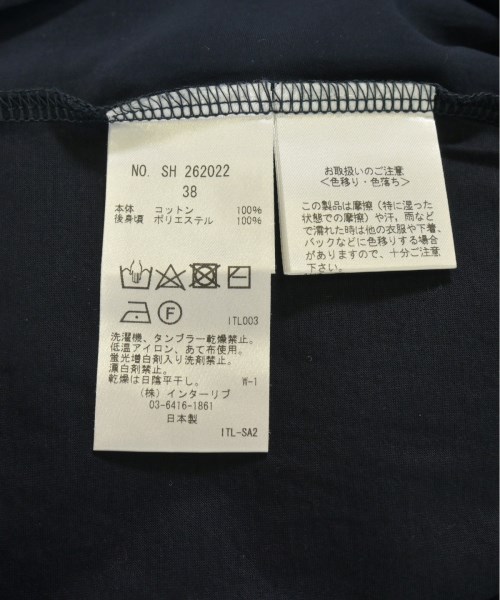 NO. SH 262022
38
本体 コットン 100%
後身頃 ポリエステル 100%
F
ITL003
洗濯機、タンブラー乾燥禁止。
低温アイロン、あて布使用。
蛍光増白剤入り洗剤禁止。
漂白剤禁止。
乾燥は日陰平干し。 W-1
(株) インターリブ
03-6416-1861
日本製
ITL-SA2
お取扱いのご注意
<色移り・色落ち>
この製品は摩擦(特に湿った
状態での摩擦)や汗,雨など
で濡れた時は他の衣服や下着、
バックなどに色移りする場合
がありますので、十分ご注意
下さい。